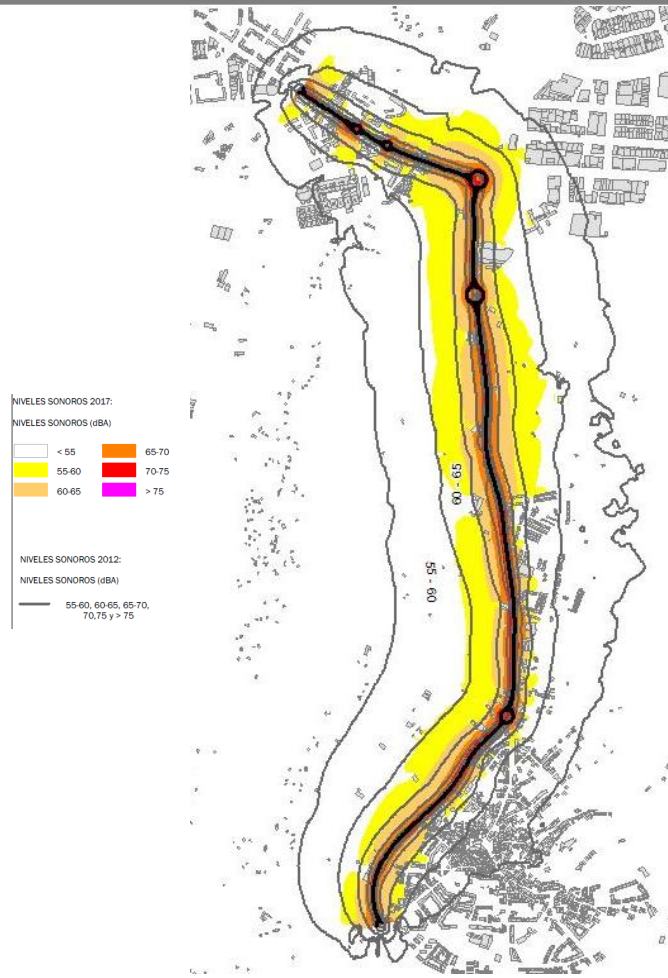 NIVELES SONOROS 2017:
NIVELES SONOROS (dBA)
< 55
65-70
55-60
70-75
60-65
> 75
NIVELES SONOROS 2012:
NIVELES SONOROS (dBA)
55-60, 60-65, 65-70,
70,75 y > 75
60 - 65
55 - 60